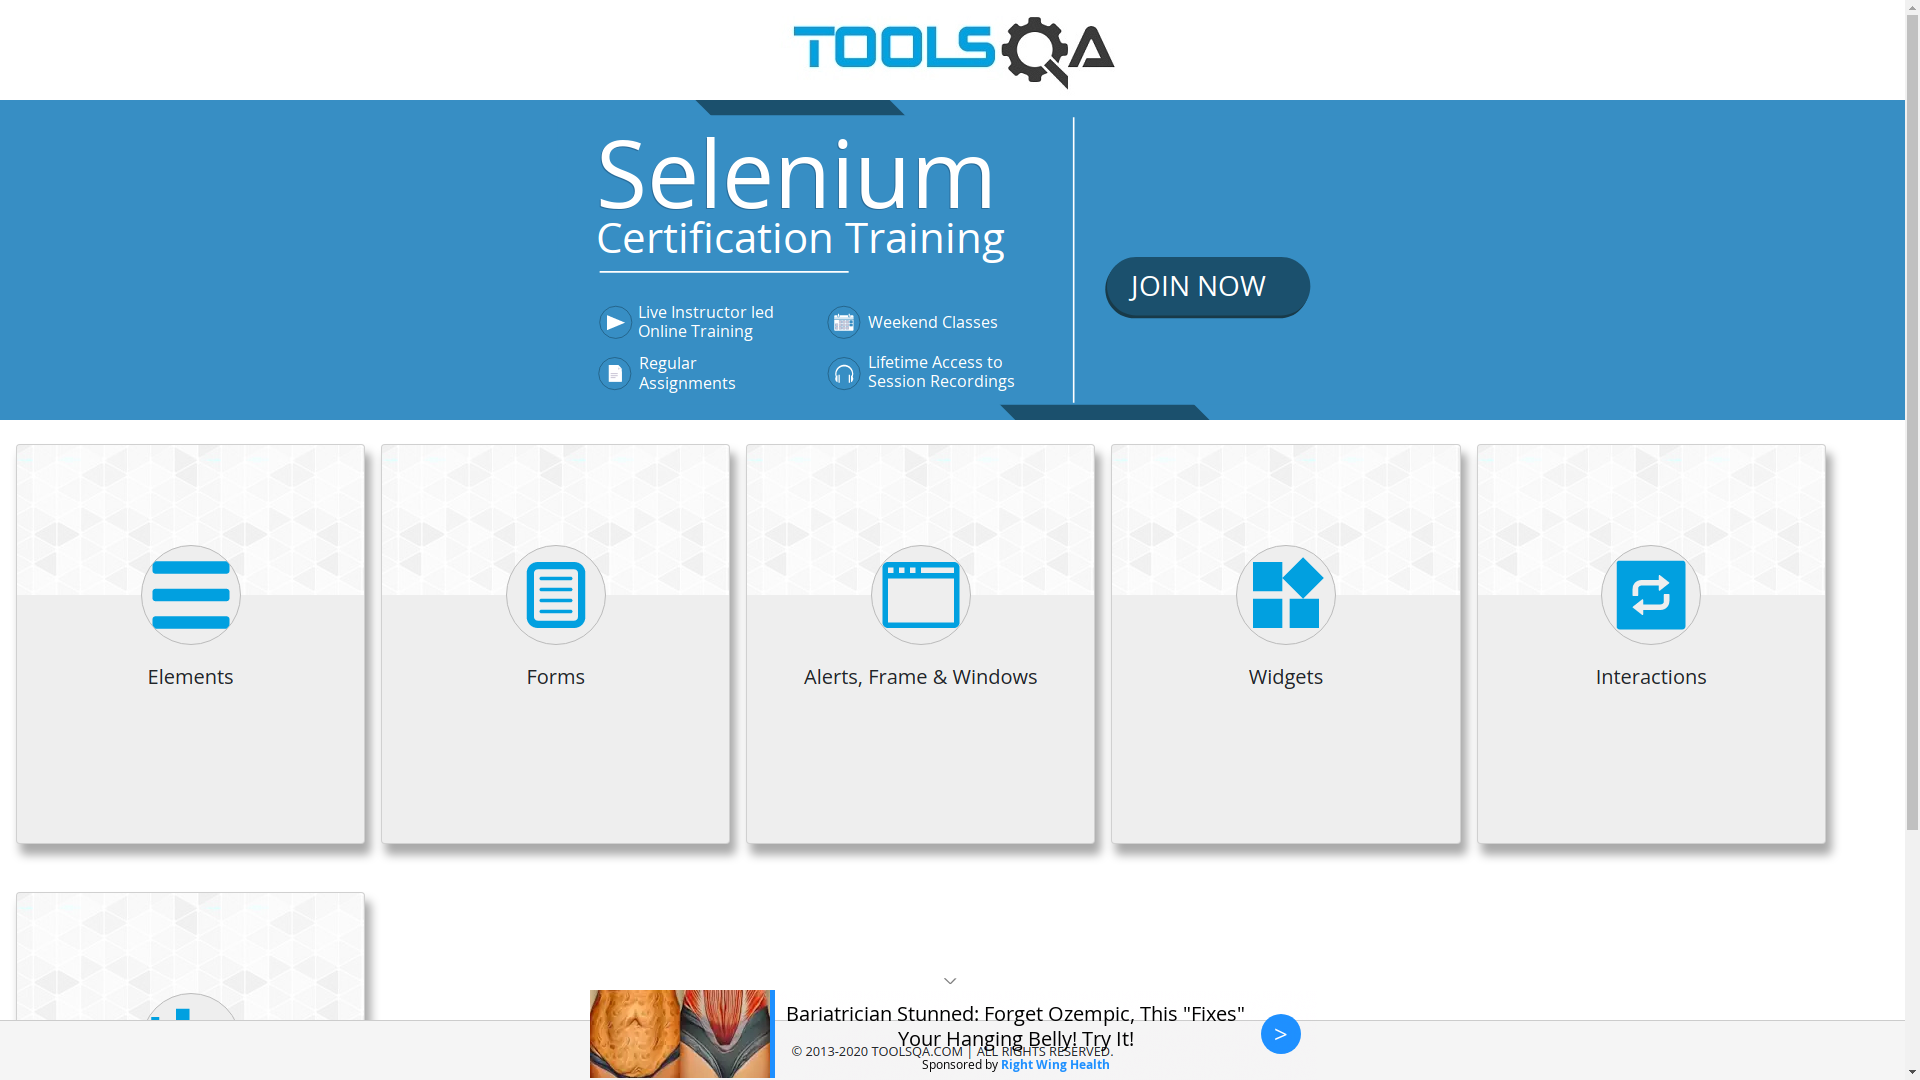 TOOLSQA
Selenium
Certification Training
JOIN NOW
Live Instructor led
Online Training
Weekend Classes
Regular
Assignments
Lifetime Access to
Session Recordings
Elements
Forms
Alerts, Frame & Windows
Widgets
Interactions
Bariatrician Stunned: Forget Ozempic, This "Fixes"
Your Hanging Belly! Try It!
>
© 2013-2020 TOOLSQA.COM | ALL RIGHTS RESERVED.
Sponsored by Right Wing Health